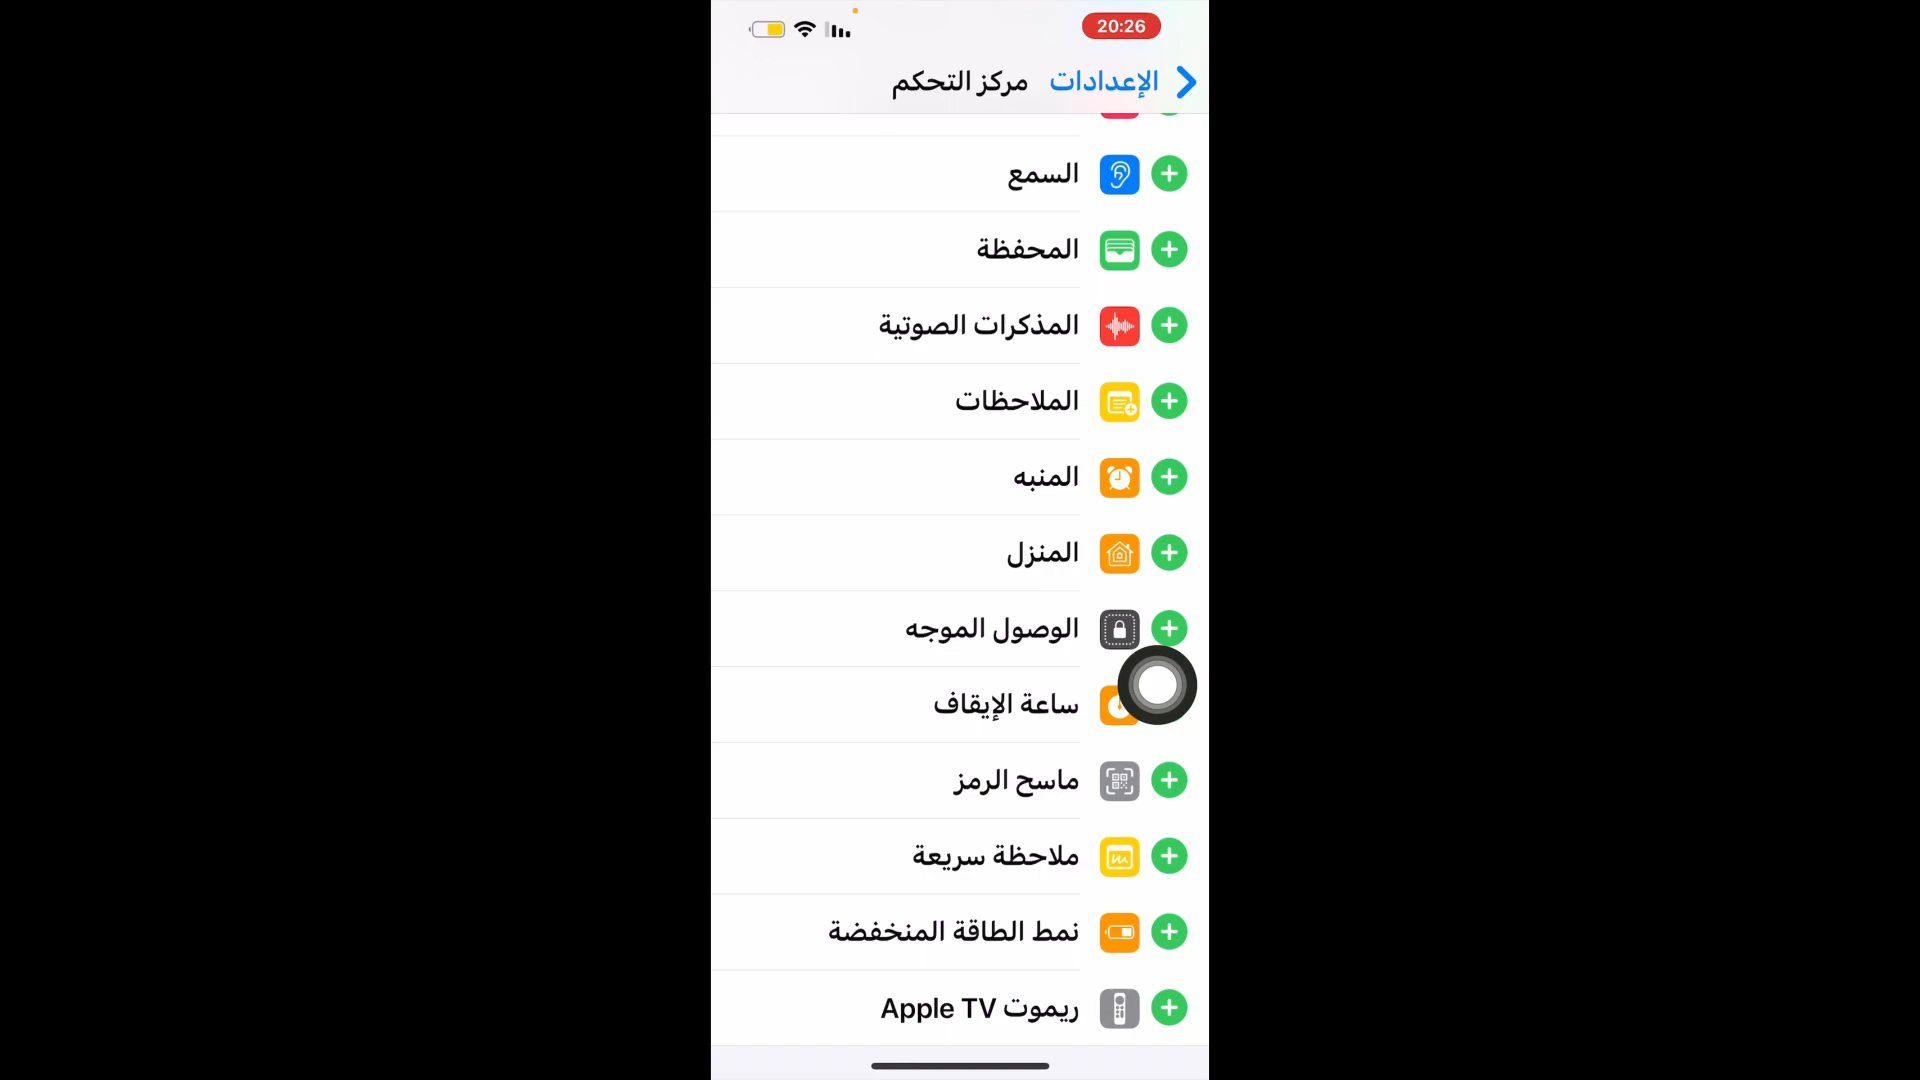 20:26
الإعدادات
مركز التحكم
السمع
المحفظة
المذكرات الصوتية
الملاحظات
المنبه
المنزل
الوصول الموجه
ساعة الإيقاف
ماسح الرمز
ملاحظة سريعة
نمط الطاقة المنخفضة
ريموت Apple TV